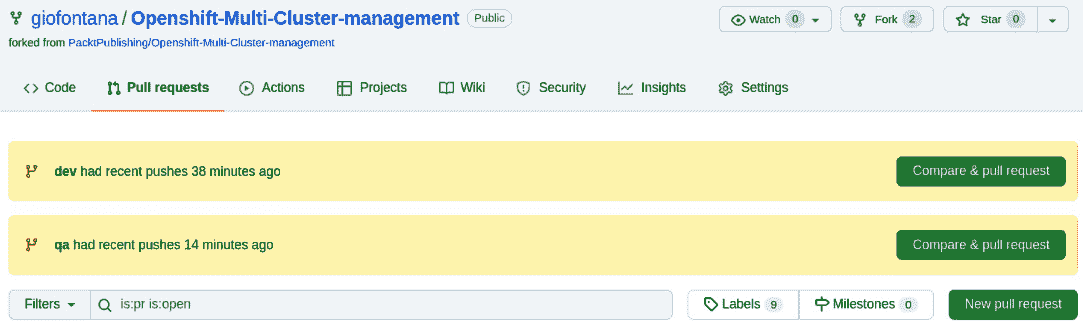 giofontana / Openshift-Multi-Cluster-management Public Watch 0 Fork 2 Star 0
forked from PacktPublishing/Openshift-Multi-Cluster-management
Code Pull requests Actions Projects Wiki Security Insights Settings
dev had recent pushes 38 minutes ago Compare & pull request
qa had recent pushes 14 minutes ago Compare & pull request
Filters is:pr is:open Labels 9 Milestones 0 New pull request